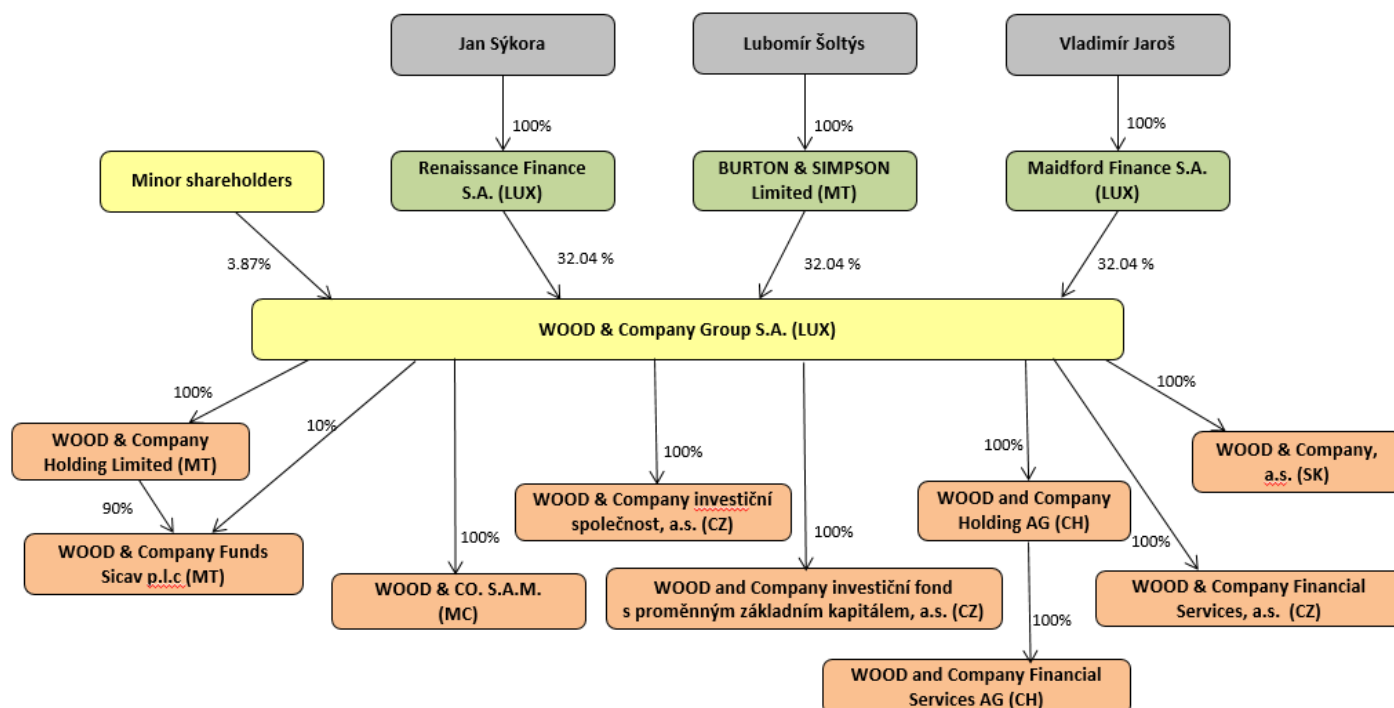 Jan Sýkora
Lubomír Šoltýs
Vladimír Jaroš
100%
100%
100%
Minor shareholders
Renaissance Finance
S.A. (LUX)
BURTON & SIMPSON
Limited (MT)
Maidford Finance S.A.
(LUX)
3.87%
32.04 %
32.04 %
32.04 %
WOOD & Company Group S.A. (LUX)
100%
10%
100%
100%
100%
100%
100%
100%
WOOD & Company
Holding Limited (MT)
90%
WOOD & Company Funds
Sicav p.l.c (MT)
WOOD & CO. S.A.M.
(MC)
WOOD & Company investiční
společnost, a.s. (CZ)
WOOD and Company investiční fond
s proměnným základním kapitálem, a.s. (CZ)
WOOD and Company
Holding AG (CH)
100%
WOOD and Company Financial
Services AG (CH)
WOOD & Company Financial
Services, a.s. (CZ)
WOOD & Company,
a.s. (SK)